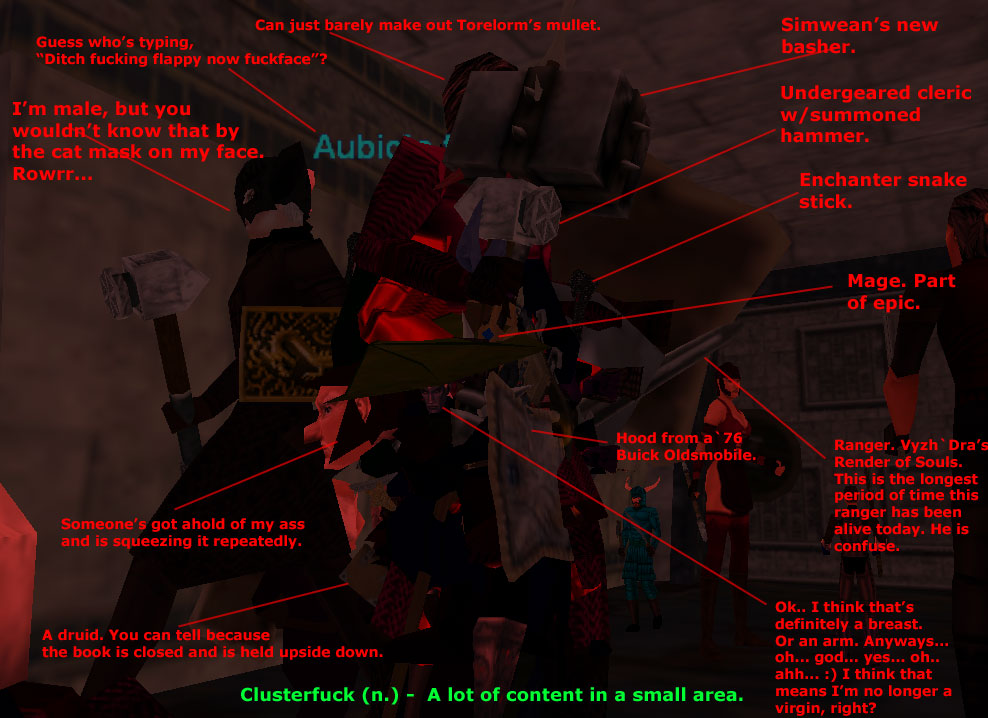 Can just barely make out Torelorm's mullet.
Guess who's typing,
"Ditch fucking flappy now fuckface"?
Simwean's new
basher.
I'm male, but you
wouldn't know that by
the cat mask on my face.
Rowrr...
Undergeared cleric
w/summoned
hammer.
Enchanter snake
stick.
Mage. Part
of epic.
Hood from a`76
Buick Oldsmobile.
Ranger. Vyzh`Dra's
Render of Souls.
This is the longest
period of time this
ranger has been
alive today. He is
confuse.
Someone's got ahold of my ass
and is squeezing it repeatedly.
A druid. You can tell because
the book is closed and is held upside down.
Ok.. I think that's
definitely a breast.
Or an arm. Anyways...
oh... god... yes... oh..
ahh... :) I think that
means I'm no longer a
virgin, right?
Clusterfuck (n.) - A lot of content in a small area.